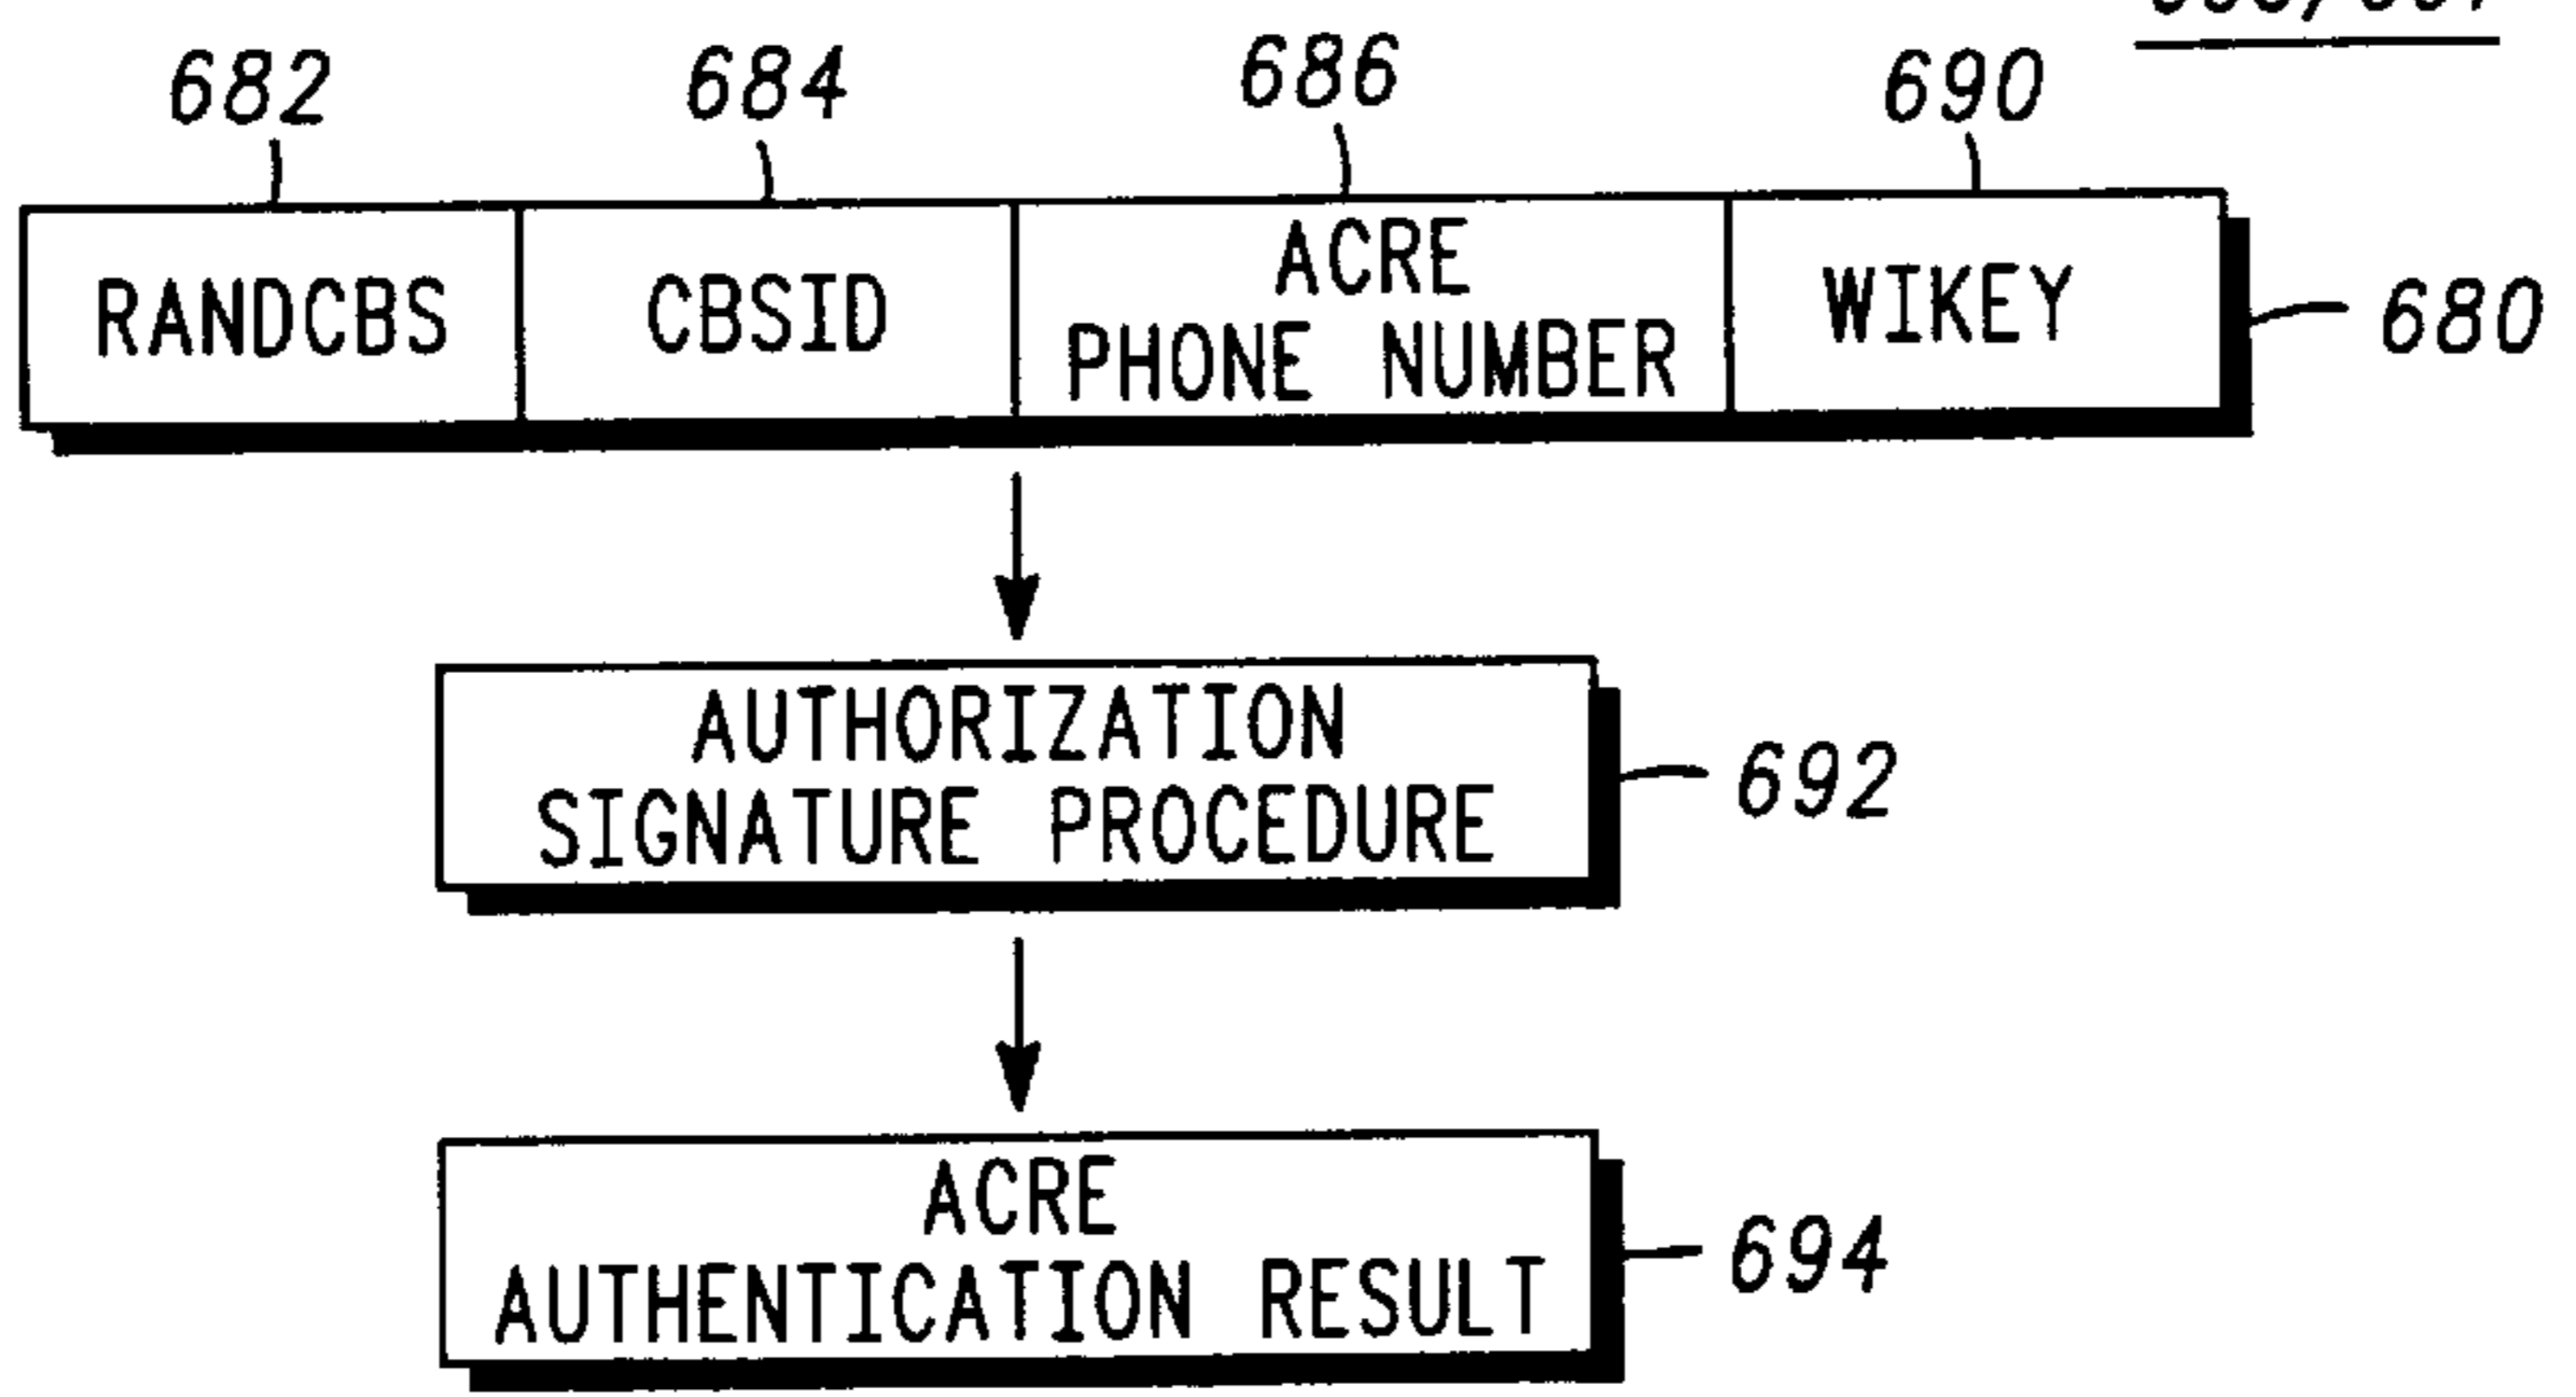 682 684 686 690
RANDCBS CBSID ACRE PHONE NUMBER WIKEY 680
AUTHORIZATION
SIGNATURE PROCEDURE 692
ACRE
AUTHENTICATION RESULT 694